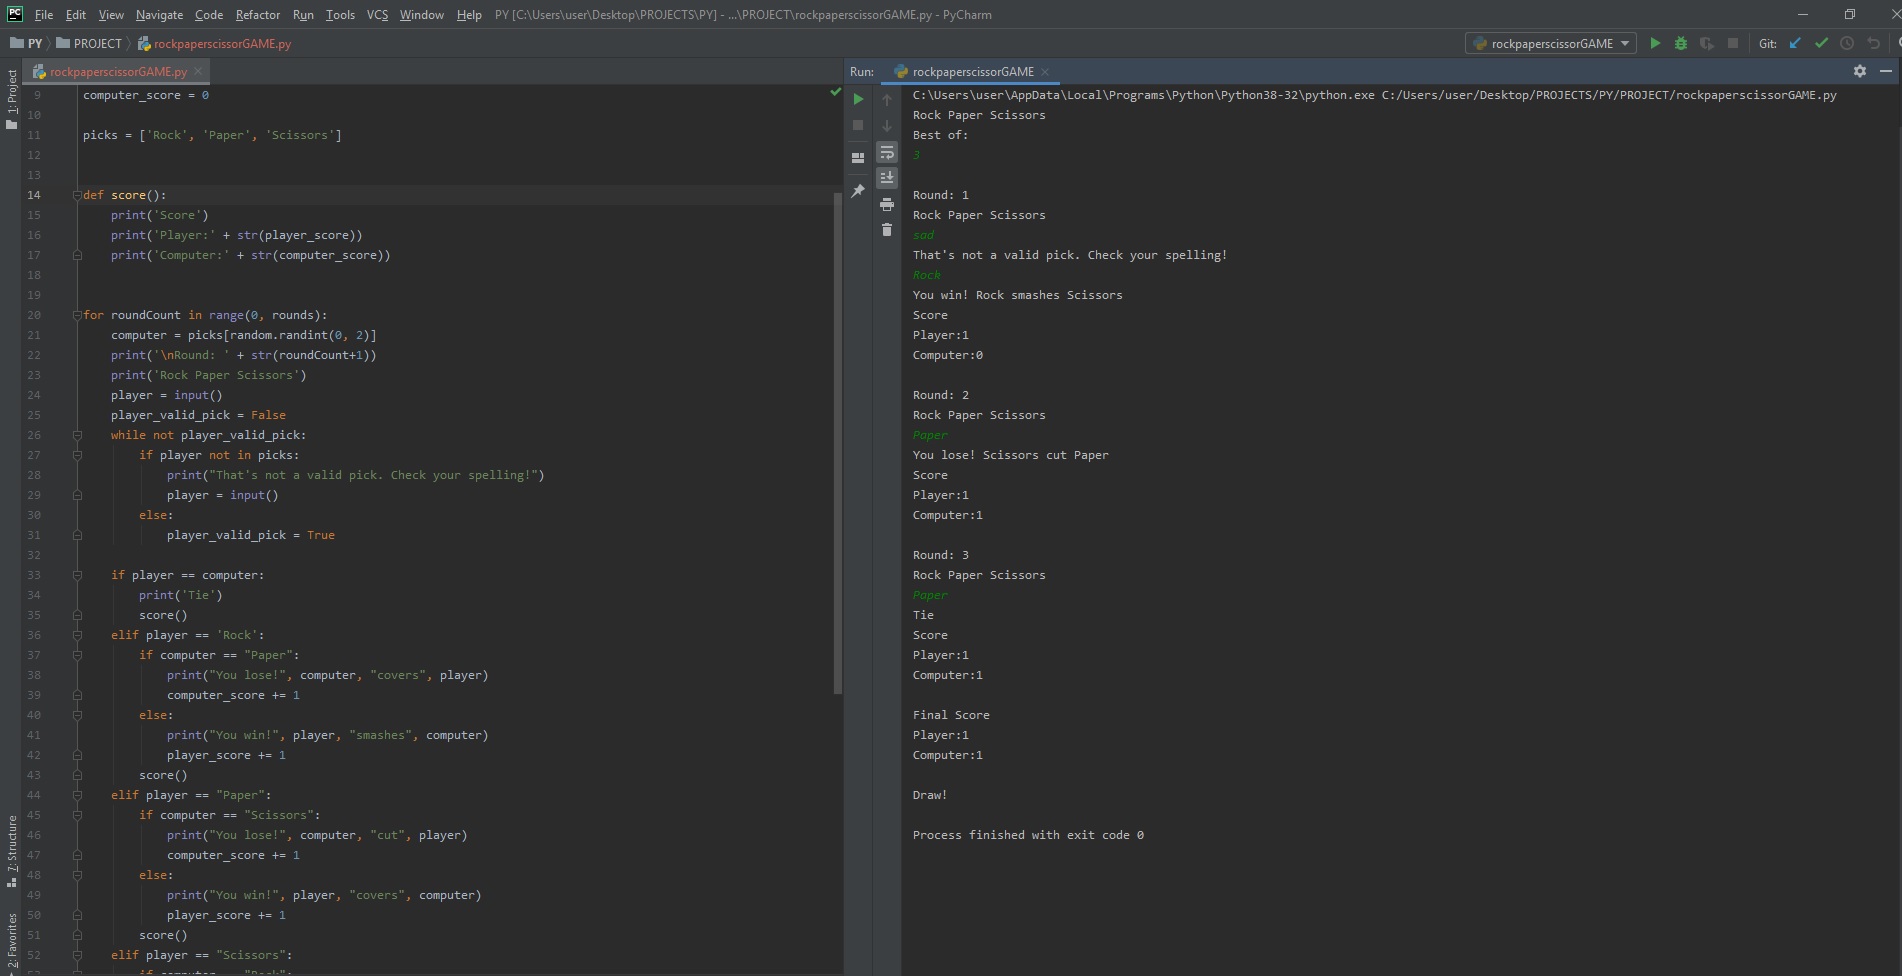 PC File Edit View Navigate Code Refactor Run Tools VCS Window Help PY [C:\Users\user\Desktop\PROJECTS\PY] - ...\PROJECT\rockpaperscissorGAME.py - PyCharm
PY PROJECT rockpaperscissorGAME.py rockpaperscissorGAME Git:
1: Project
7: Structure
2: Favorites
rockpaperscissorGAME.py
9 computer_score = 0
10
11 picks = ['Rock', 'Paper', 'Scissors']
12
13
14 def score():
15     print('Score')
16     print('Player:' + str(player_score))
17     print('Computer:' + str(computer_score))
18
19
20 for roundCount in range(0, rounds):
21     computer = picks[random.randint(0, 2)]
22     print('\nRound: ' + str(roundCount+1))
23     print('Rock Paper Scissors')
24     player = input()
25     player_valid_pick = False
26     while not player_valid_pick:
27         if player not in picks:
28             print("That's not a valid pick. Check your spelling!")
29             player = input()
30         else:
31             player_valid_pick = True
32
33     if player == computer:
34         print('Tie')
35         score()
36     elif player == 'Rock':
37         if computer == "Paper":
38             print("You lose!", computer, "covers", player)
39             computer_score += 1
40         else:
41             print("You win!", player, "smashes", computer)
42             player_score += 1
43         score()
44     elif player == "Paper":
45         if computer == "Scissors":
46             print("You lose!", computer, "cut", player)
47             computer_score += 1
48         else:
49             print("You win!", player, "covers", computer)
50             player_score += 1
51         score()
52     elif player == "Scissors":
Run: rockpaperscissorGAME
C:\Users\user\AppData\Local\Programs\Python\Python38-32\python.exe C:/Users/user/Desktop/PROJECTS/PY/PROJECT/rockpaperscissorGAME.py
Rock Paper Scissors
Best of:
3
Round: 1
Rock Paper Scissors
sad
That's not a valid pick. Check your spelling!
Rock
You win! Rock smashes Scissors
Score
Player:1
Computer:0
Round: 2
Rock Paper Scissors
Paper
You lose! Scissors cut Paper
Score
Player:1
Computer:1
Round: 3
Rock Paper Scissors
Paper
Tie
Score
Player:1
Computer:1
Final Score
Player:1
Computer:1
Draw!
Process finished with exit code 0